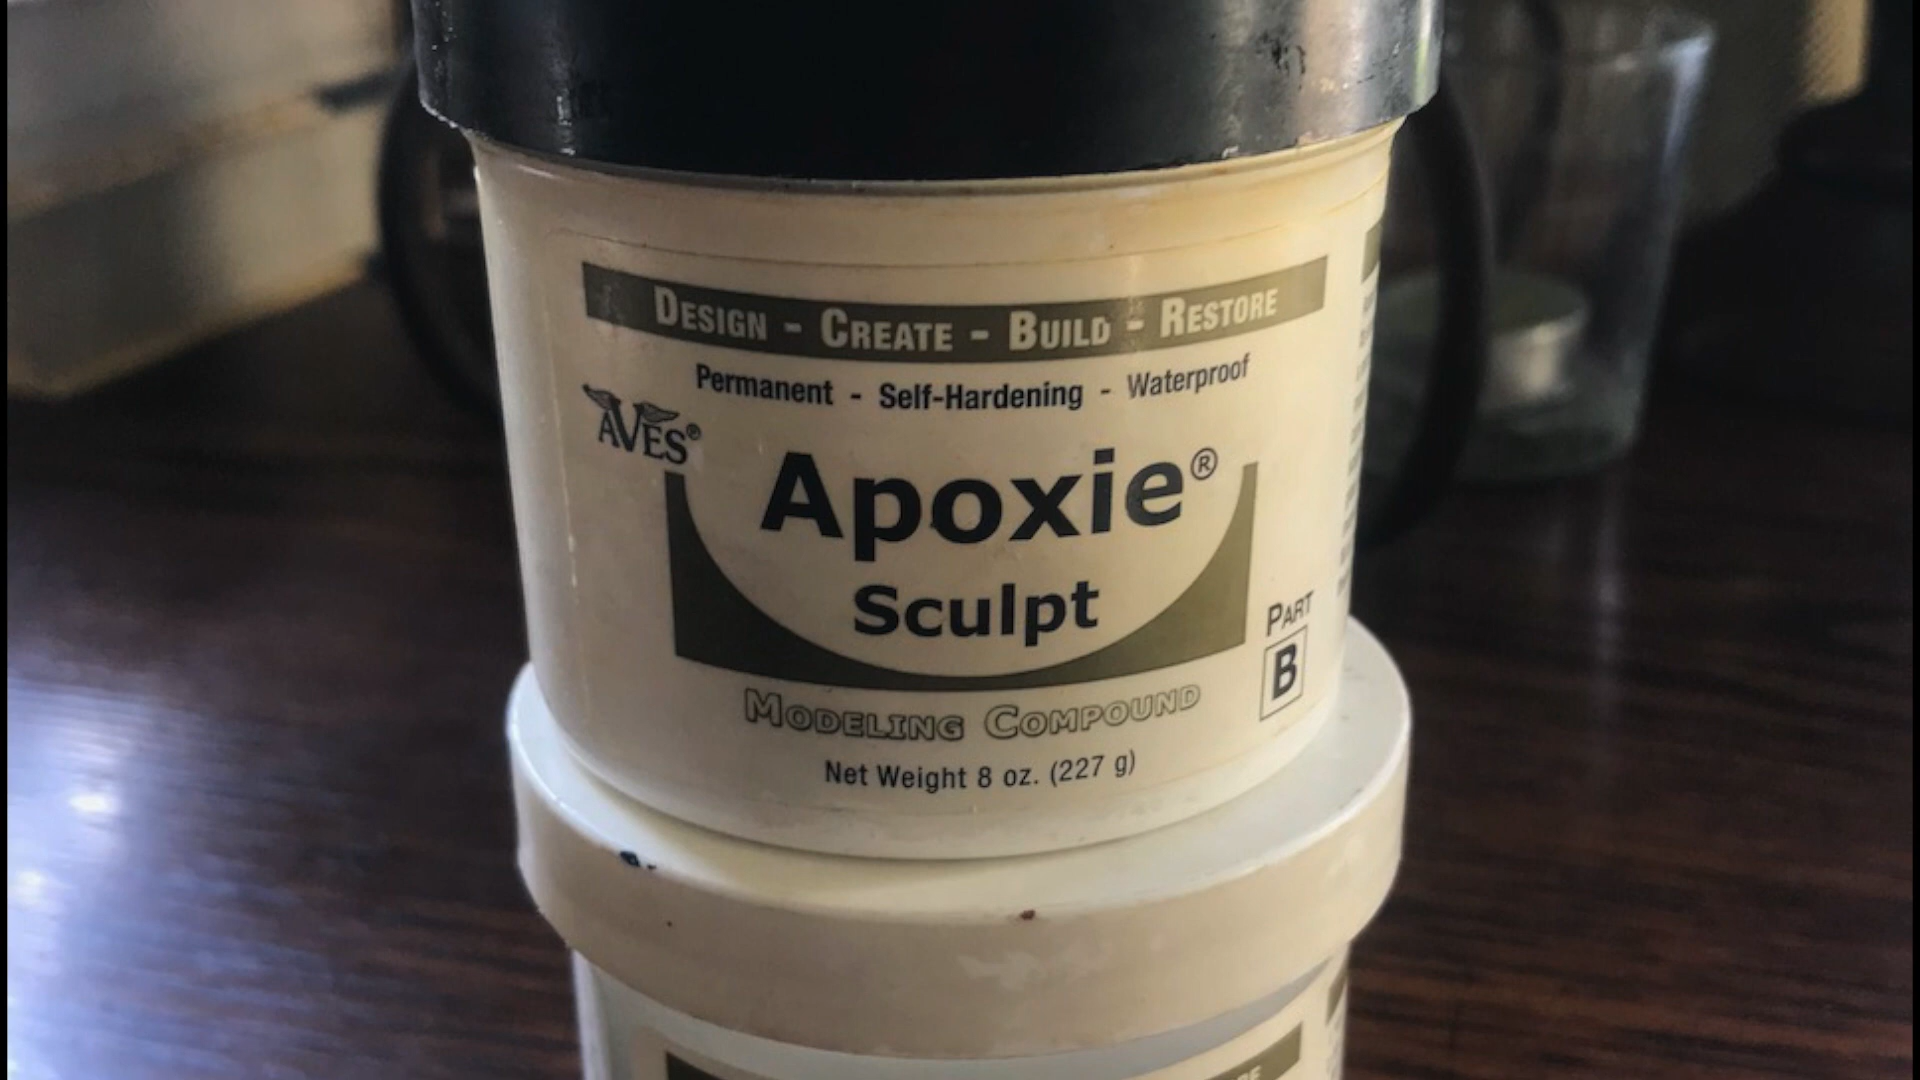 DESIGN - CREATE - BUILD - RESTORE
Permanent - Self-Hardening - Waterproof
AVES®
Apoxie®
Sculpt
PART
B
MODELING COMPOUND
Net Weight 8 oz. (227 g)